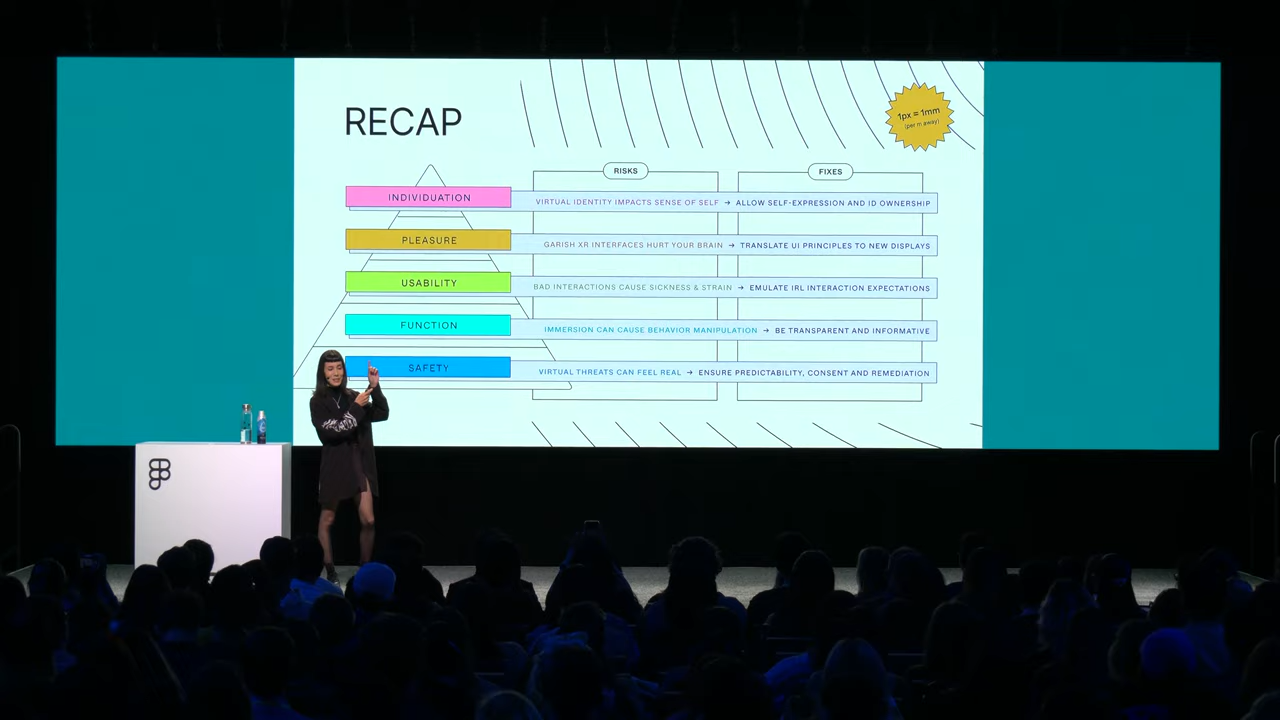 RECAP
1px = 1mm
(per m away)
RISKS
FIXES
INDIVIDUATION
VIRTUAL IDENTITY IMPACTS SENSE OF SELF → ALLOW SELF-EXPRESSION AND ID OWNERSHIP
PLEASURE
GARISH XR INTERFACES HURT YOUR BRAIN → TRANSLATE UI PRINCIPLES TO NEW DISPLAYS
USABILITY
BAD INTERACTIONS CAUSE SICKNESS & STRAIN → EMULATE IRL INTERACTION EXPECTATIONS
FUNCTION
IMMERSION CAN CAUSE BEHAVIOR MANIPULATION → BE TRANSPARENT AND INFORMATIVE
SAFETY
VIRTUAL THREATS CAN FEEL REAL → ENSURE PREDICTABILITY, CONSENT AND REMEDIATION